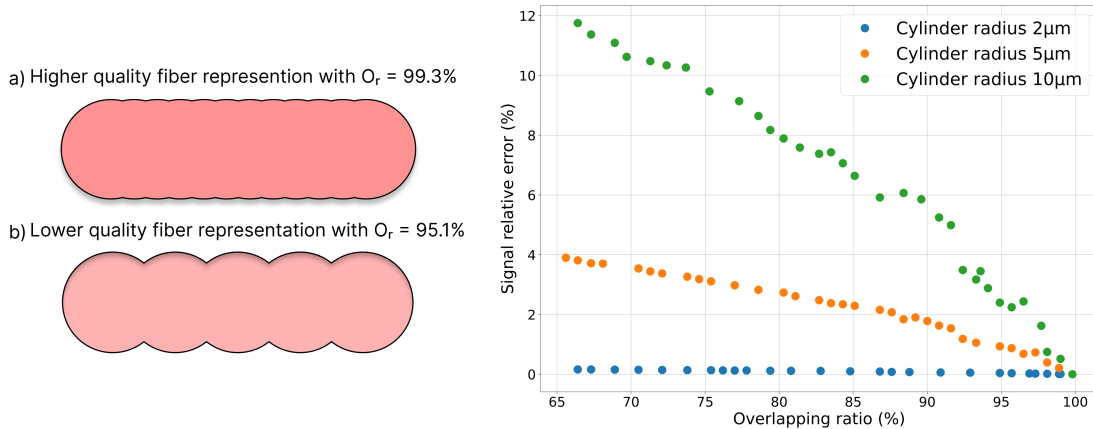 a) Higher quality fiber represention with Or = 99.3%
b) Lower quality fiber representation with Or = 95.1%
Signal relative error (%)
12
10
8
6
4
2
0
65 70 75 80 85 90 95 100
Overlapping ratio (%)
Cylinder radius 2μm
Cylinder radius 5μm
Cylinder radius 10μm